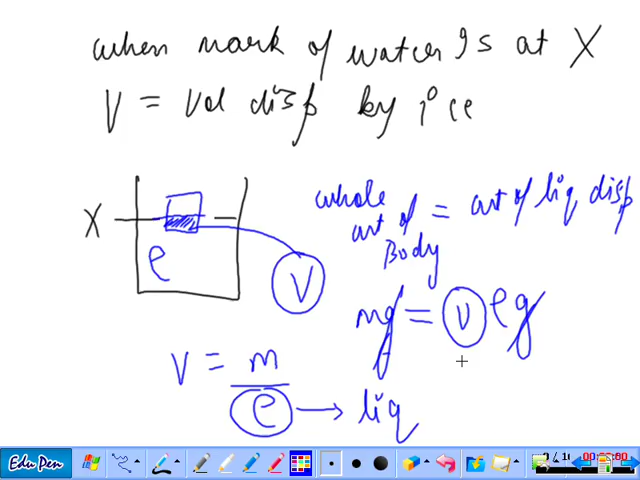 when mark of water Is at X
V = Vol disp by ice
X
whole
wt of = wt of liq disp
Body
ρ
V
mg = V ρ g
V = m
ρ → liq
Edu Pen